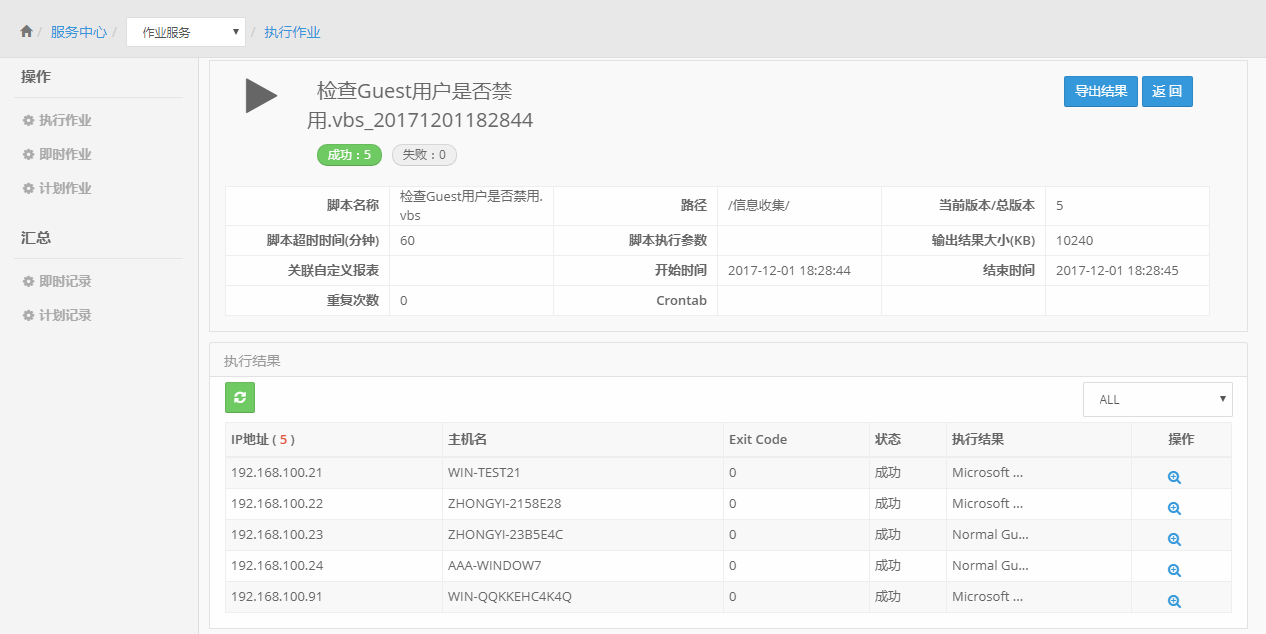 / 服务中心 / 作业服务 / 执行作业
操作
执行作业
即时作业
计划作业
汇总
即时记录
计划记录
检查Guest用户是否禁
用.vbs_20171201182844
导出结果 返 回
成功：5 失败：0
脚本名称 检查Guest用户是否禁用.
vbs
路径 /信息收集/ 当前版本/总版本 5
脚本超时时间(分钟) 60 脚本执行参数 输出结果大小(KB) 10240
关联自定义报表 开始时间 2017-12-01 18:28:44 结束时间 2017-12-01 18:28:45
重复次数 0 Crontab
执行结果
ALL
IP地址 ( 5 ) 主机名 Exit Code 状态 执行结果 操作
192.168.100.21 WIN-TEST21 0 成功 Microsoft ...
192.168.100.22 ZHONGYI-2158E28 0 成功 Microsoft ...
192.168.100.23 ZHONGYI-23B5E4C 0 成功 Normal Gu...
192.168.100.24 AAA-WINDOW7 0 成功 Normal Gu...
192.168.100.91 WIN-QQKKEHC4K4Q 0 成功 Microsoft ...